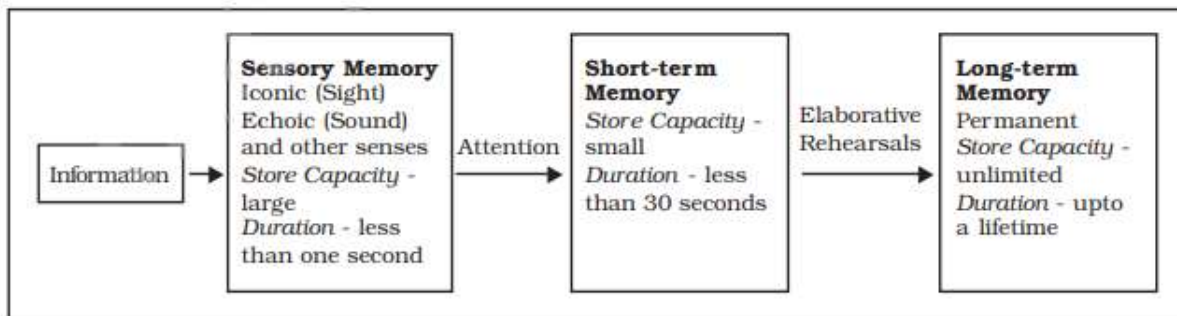 Information
Sensory Memory
Iconic (Sight)
Echoic (Sound)
and other senses
Store Capacity -
large
Duration - less
than one second
Attention
Short-term
Memory
Store Capacity -
small
Duration - less
than 30 seconds
Elaborative
Rehearsals
Long-term
Memory
Permanent
Store Capacity -
unlimited
Duration - upto
a lifetime